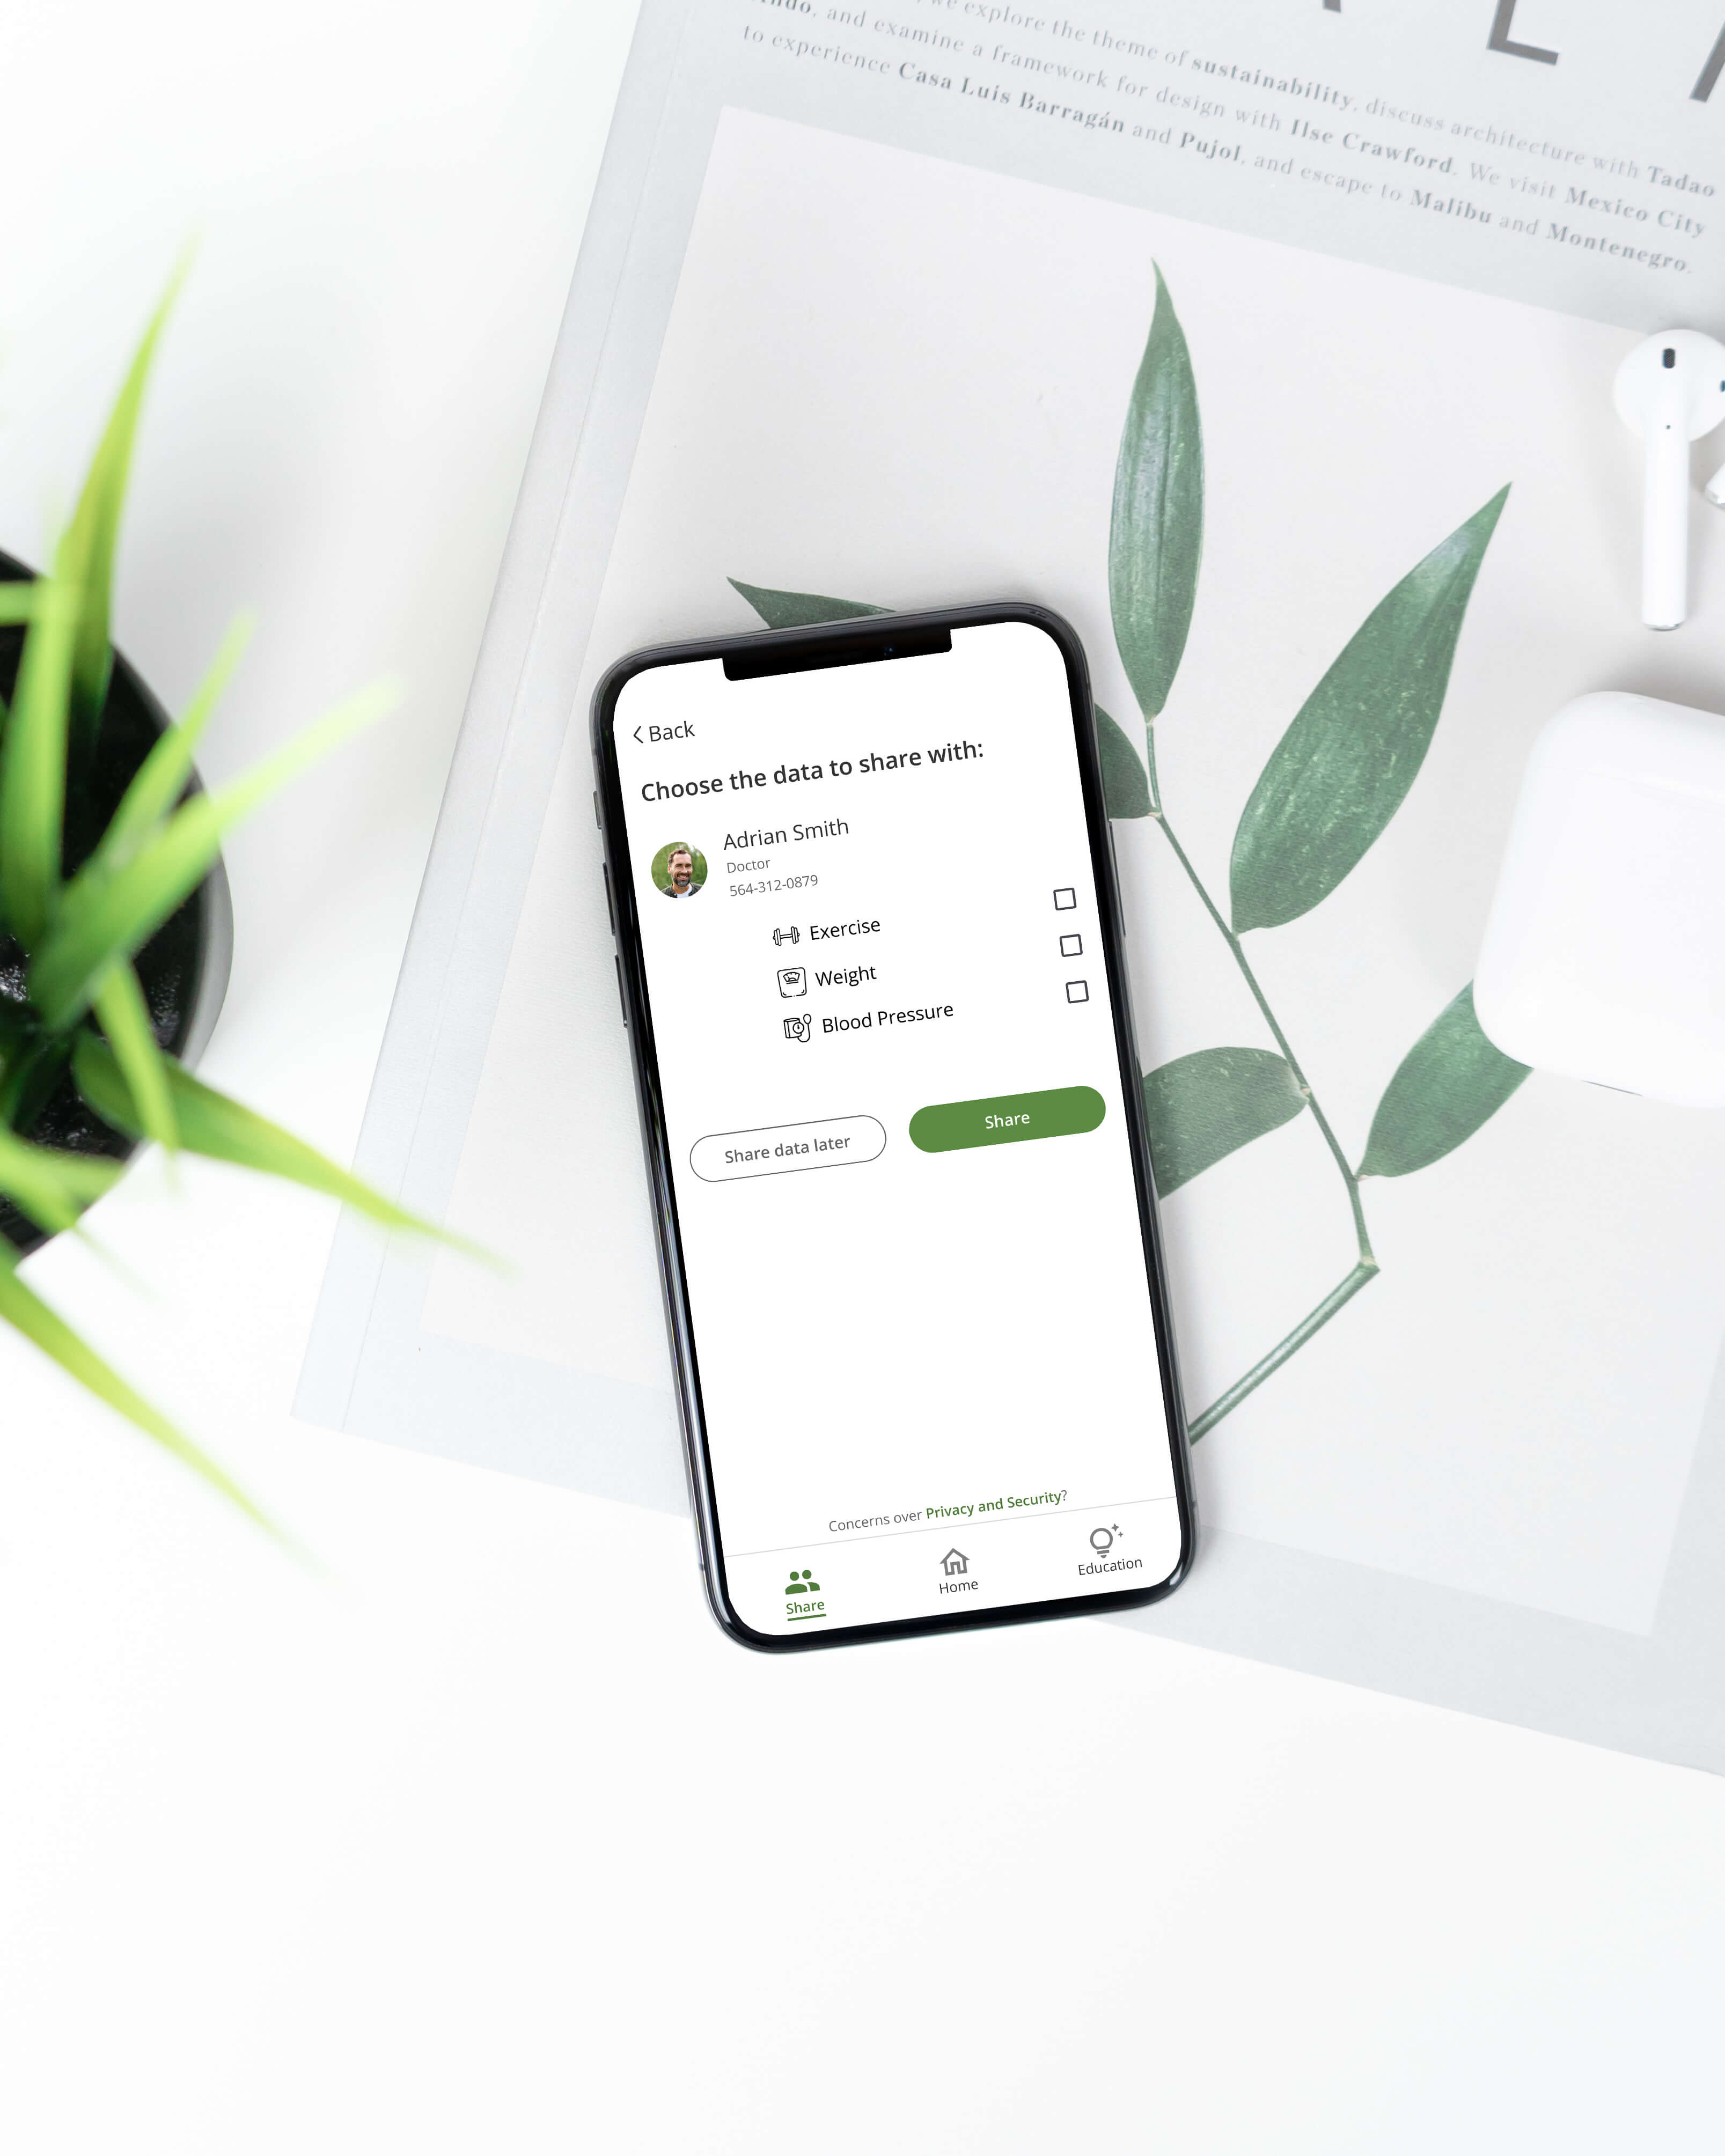 we explore the theme of sustainability, discuss architecture with Tadao
and examine a framework for design with Ilse Crawford. We visit Mexico City
to experience Casa Luis Barragán and Pujol, and escape to Malibu and Montenegro.
Back
Choose the data to share with:
Adrian Smith
Doctor
564-312-0879
Exercise
Weight
Blood Pressure
Share data later
Share
Concerns over Privacy and Security?
Share
Home
Education